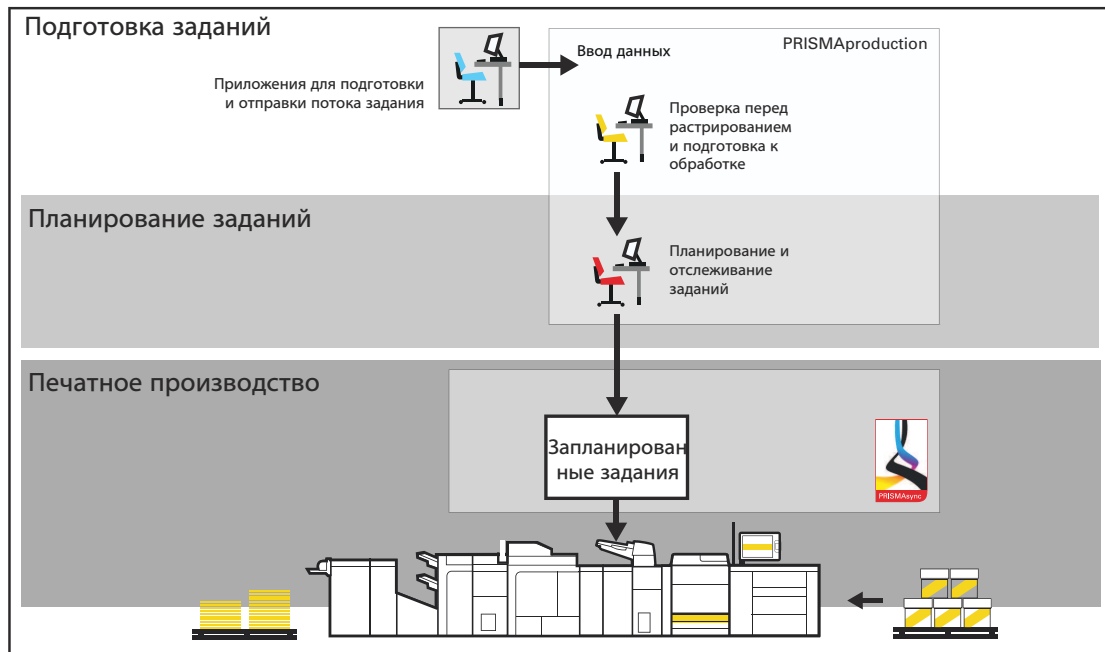 Подготовка заданий
PRISMAproduction
Ввод данных
Приложения для подготовки
и отправки потока задания
Проверка перед
растрированием
и подготовка к
обработке
Планирование заданий
Планирование и
отслеживание
заданий
Печатное производство
Запланирован
ные задания
PRISMAsync